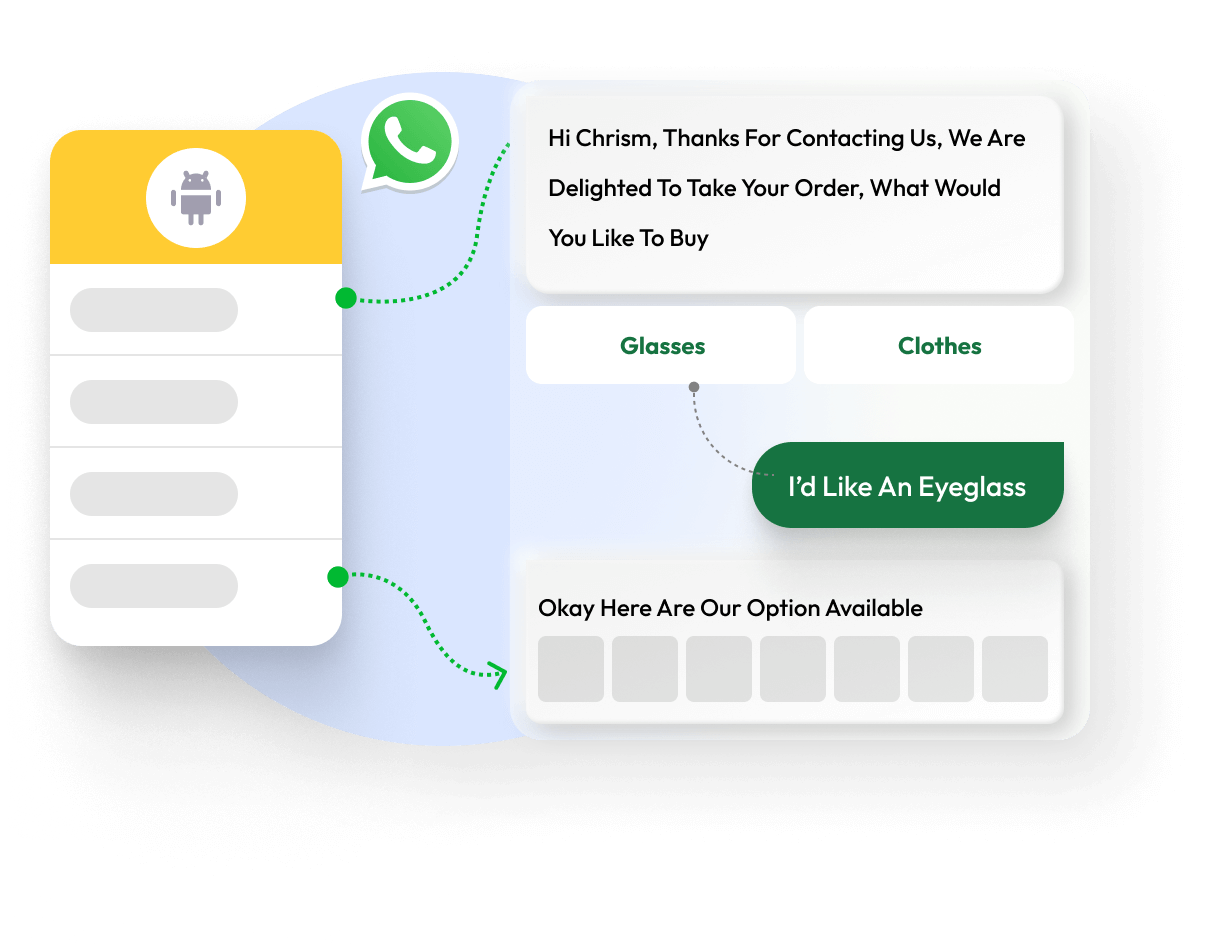 Hi Chrism, Thanks For Contacting Us, We Are
Delighted To Take Your Order, What Would
You Like To Buy
Glasses
Clothes
I’d Like An Eyeglass
Okay Here Are Our Option Available